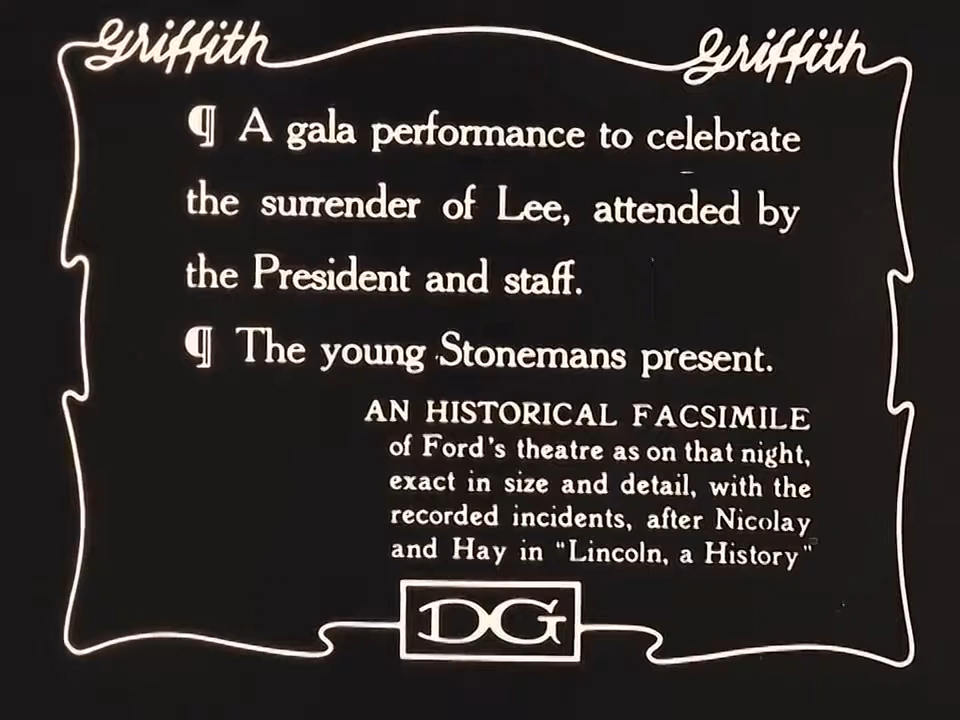 Griffith Griffith
¶ A gala performance to celebrate
the surrender of Lee, attended by
the President and staff.
¶ The young Stonemans present.
AN HISTORICAL FACSIMILE
of Ford's theatre as on that night,
exact in size and detail, with the
recorded incidents, after Nicolay
and Hay in "Lincoln, a History"
DG